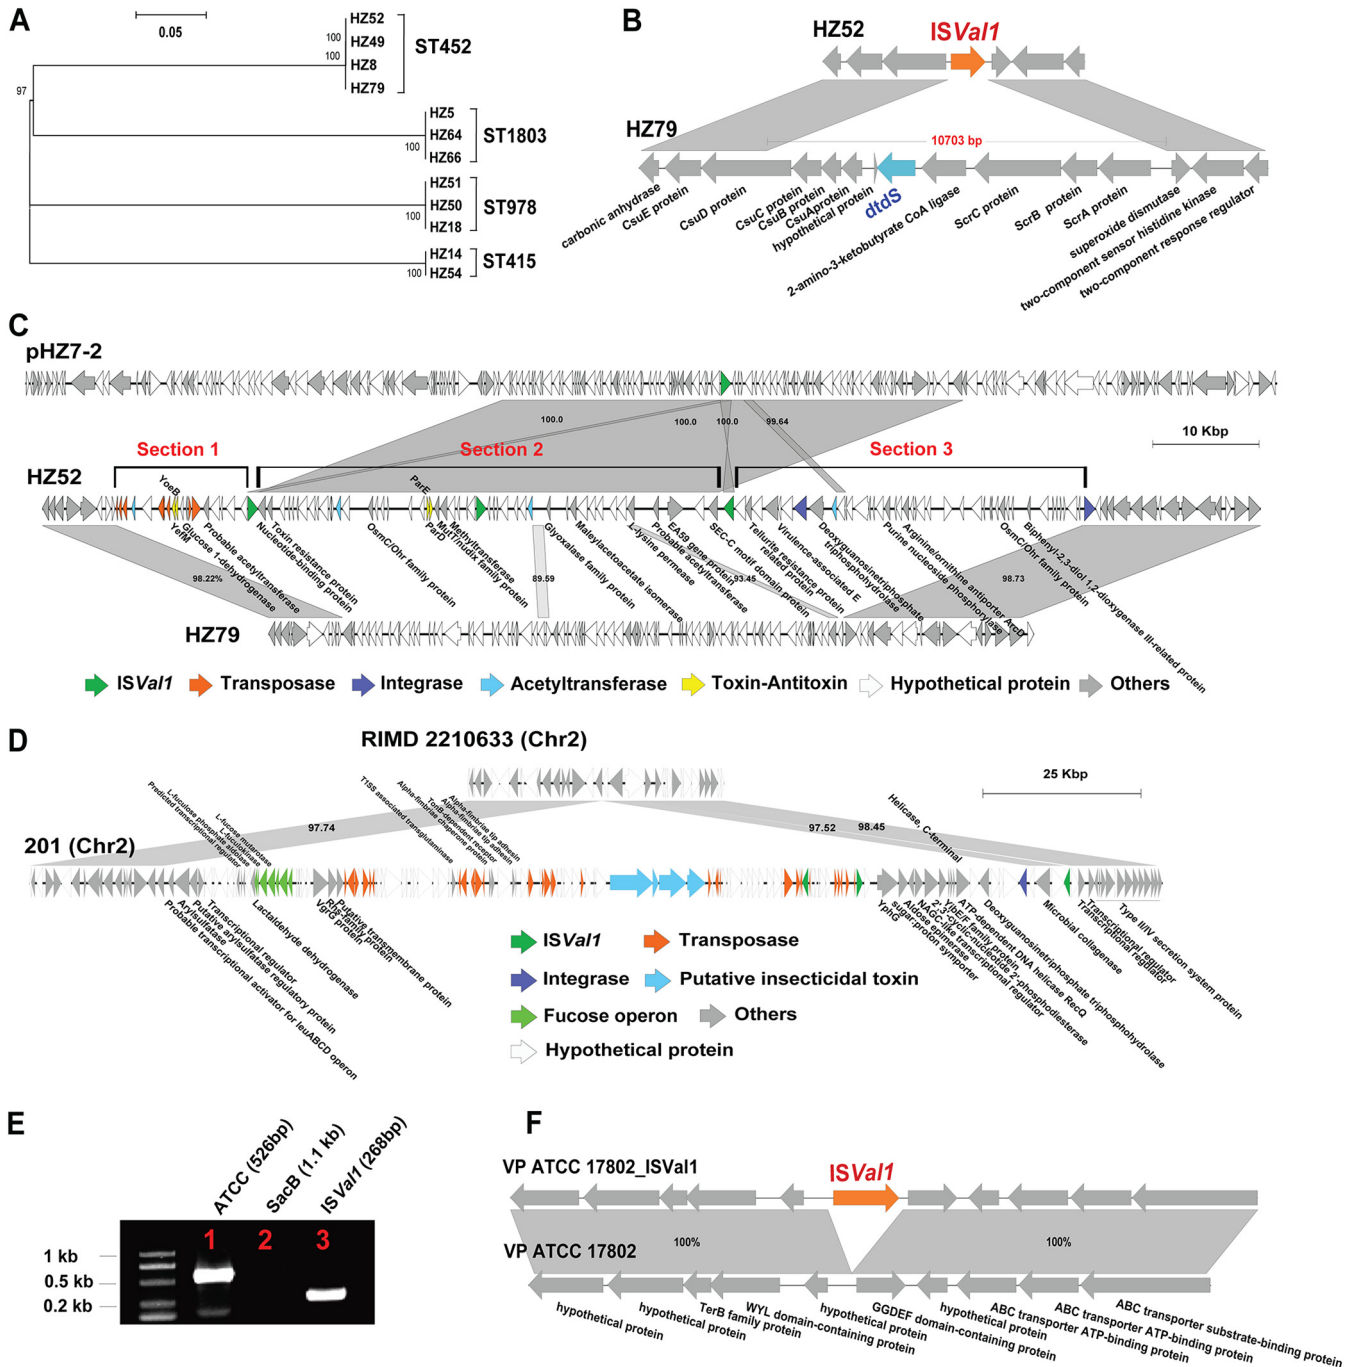 A
0.05
HZ52
HZ49
HZ8
HZ79
100
100
ST452
97
HZ5
HZ64
HZ66
100
ST1803
HZ51
HZ50
HZ18
100
ST978
HZ14
HZ54
100
ST415
B
HZ52
ISVal1
HZ79
10703 bp
carbonic anhydrase
CsuE protein
CsuD protein
CsuC protein
CsuB protein
CsuAprotein
hypothetical protein
dtdS
2-amino-3-ketobutyrate CoA ligase
ScrC protein
ScrB protein
ScrA protein
superoxide dismutase
two-component sensor histidine kinase
two-component response regulator
C
pHZ7-2
100.0
100.0
100.0
99.64
10 Kbp
Section 1
Section 2
Section 3
HZ52
YoeB
YefM
Glucose 1-dehydrogenase
Probable acetyltransferase
Nucleotide-binding protein
Toxin resistance protein
OsmC/Ohr family protein
ParE
ParD
MutT/nudix family protein
Methyltransferase
Glyoxalase family protein
Maleylacetoacetate isomerase
L-lysine permease
Probable acetyltransferase
EA59 gene protein
SEC-C motif domain protein
Tellurite resistance protein
related protein
Virulence-associated E
Deoxyguanosinetriphosphate
triphosphohydrolase
Purine nucleoside phosphorylase
Arginine/ornithine antiporter ArcD
OsmC/Ohr family protein
Biphenyl-2,3-diol 1,2-dioxygenase III-related protein
98.22%
89.59
93.45
98.73
HZ79
ISVal1
Transposase
Integrase
Acetyltransferase
Toxin-Antitoxin
Hypothetical protein
Others
D
RIMD 2210633 (Chr2)
25 Kbp
97.74
97.52
98.45
201 (Chr2)
Predicted transcriptional regulator
L-fuculose phosphate aldolase
L-fuculokinase
L-fucose mutarotase
T1SS associated transglutaminase
Alpha-fimbriae chaperone protein
TonB-dependent receptor
Alpha-fimbriae tip adhesin
Alpha-fimbriae tip adhesin
Helicase, C-terminal
Probable transcriptional activator for leuABCD operon
Arylsulfatase regulatory protein
Putative arylsulfatase
Transcriptional regulator
Lactaldehyde dehydrogenase
VgrG protein
Rhs-family protein
Putative transmembrane protein
YphG
sugar:proton symporter
Aldose epimerase
NAGC-like transcriptional regulator
2':3'-cyclic-nucleotide 2'-phosphodiesterase
YjbE/F family protein
ATP-dependent DNA helicase RecQ
Deoxyguanosinetriphosphate triphosphohydrolase
Microbial collagenase
Transcriptional regulator
Transcriptional regulator
Type II/IV secretion system protein
ISVal1
Transposase
Integrase
Putative insecticidal toxin
Fucose operon
Others
Hypothetical protein
E
ATCC (526bp)
SacB (1.1 kb)
ISVal1 (268bp)
1
2
3
1 kb
0.5 kb
0.2 kb
F
VP ATCC 17802_ISVal1
ISVal1
100%
100%
VP ATCC 17802
hypothetical protein
hypothetical protein
TerB family protein
WYL domain-containing protein
hypothetical protein
GGDEF domain-containing protein
hypothetical protein
ABC transporter ATP-binding protein
ABC transporter ATP-binding protein
ABC transporter substrate-binding protein